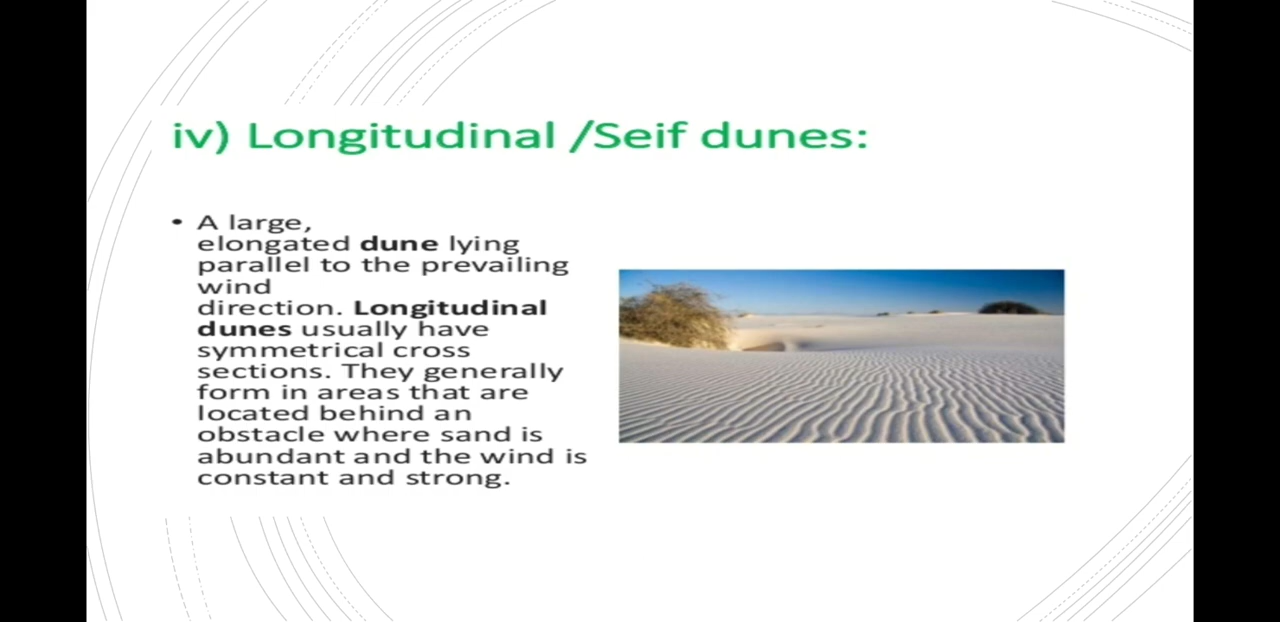 iv) Longitudinal /Seif dunes:
• A large,
elongated dune lying
parallel to the prevailing
wind
direction. Longitudinal
dunes usually have
symmetrical cross
sections. They generally
form in areas that are
located behind an
obstacle where sand is
abundant and the wind is
constant and strong.